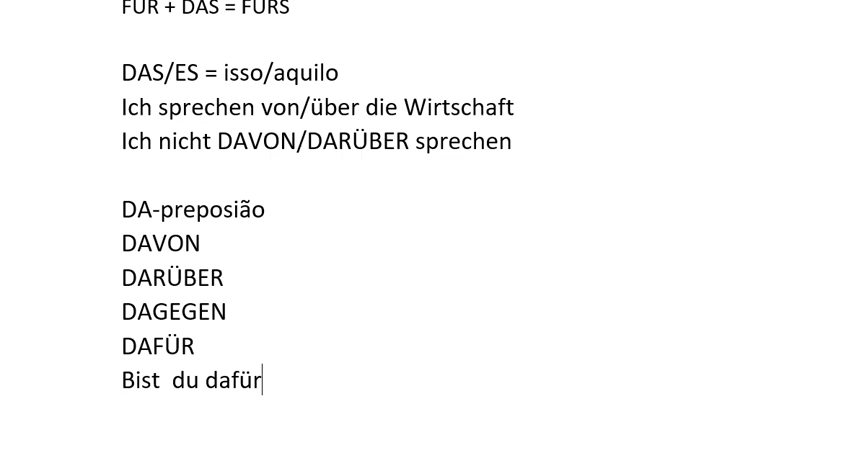 FÜR + DAS = FÜRS
DAS/ES = isso/aquilo
Ich sprechen von/über die Wirtschaft
Ich nicht DAVON/DARÜBER sprechen
DA-preposião
DAVON
DARÜBER
DAGEGEN
DAFÜR
Bist du dafür